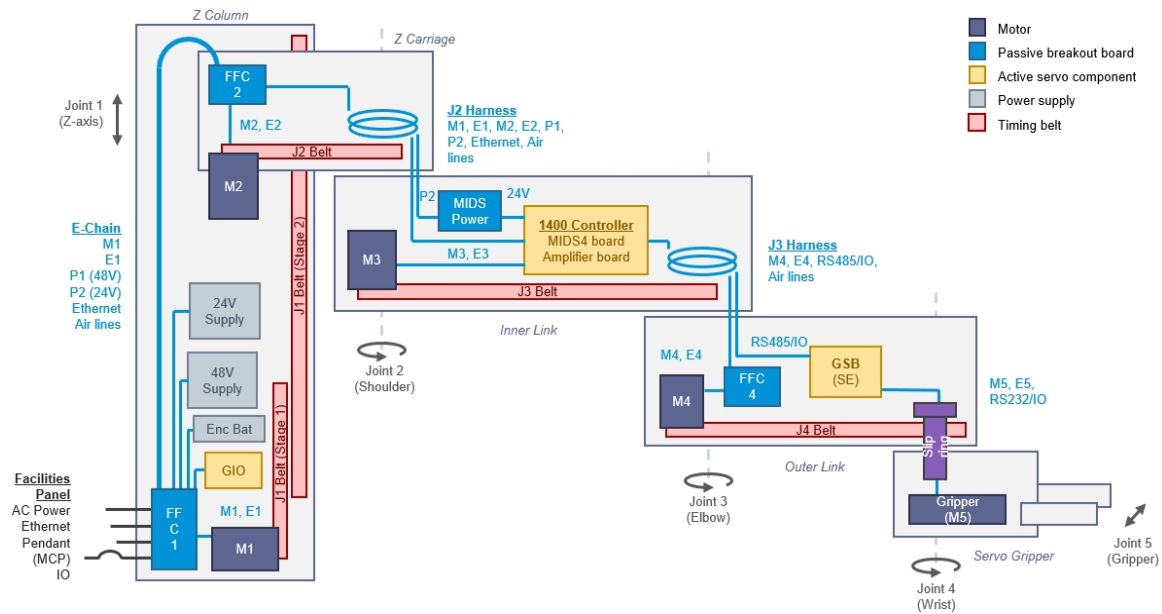 Z Column
Z Carriage
Motor
Passive breakout board
Active servo component
Power supply
Timing belt
Joint 1
(Z-axis)
FFC
2
M2, E2
J2 Belt
M2
J2 Harness
M1, E1, M2, E2, P1,
P2, Ethernet, Air
lines
E-Chain
M1
E1
P1 (48V)
P2 (24V)
Ethernet
Air lines
J1 Belt (Stage 2)
P2
MIDS
Power
24V
1400 Controller
MIDS4 board
Amplifier board
M3
M3, E3
J3 Belt
J3 Harness
M4, E4, RS485/IO,
Air lines
Inner Link
Joint 2
(Shoulder)
24V
Supply
48V
Supply
Enc Bat
GIO
J1 Belt (Stage 1)
M4, E4
RS485/IO
GSB
(SE)
FFC
4
M4
M5, E5,
RS232/IO
J4 Belt
Slip
ring
Outer Link
Joint 3
(Elbow)
Facilities
Panel
AC Power
Ethernet
Pendant
(MCP)
IO
FF
C
1
M1, E1
M1
Gripper
(M5)
Servo Gripper
Joint 5
(Gripper)
Joint 4
(Wrist)